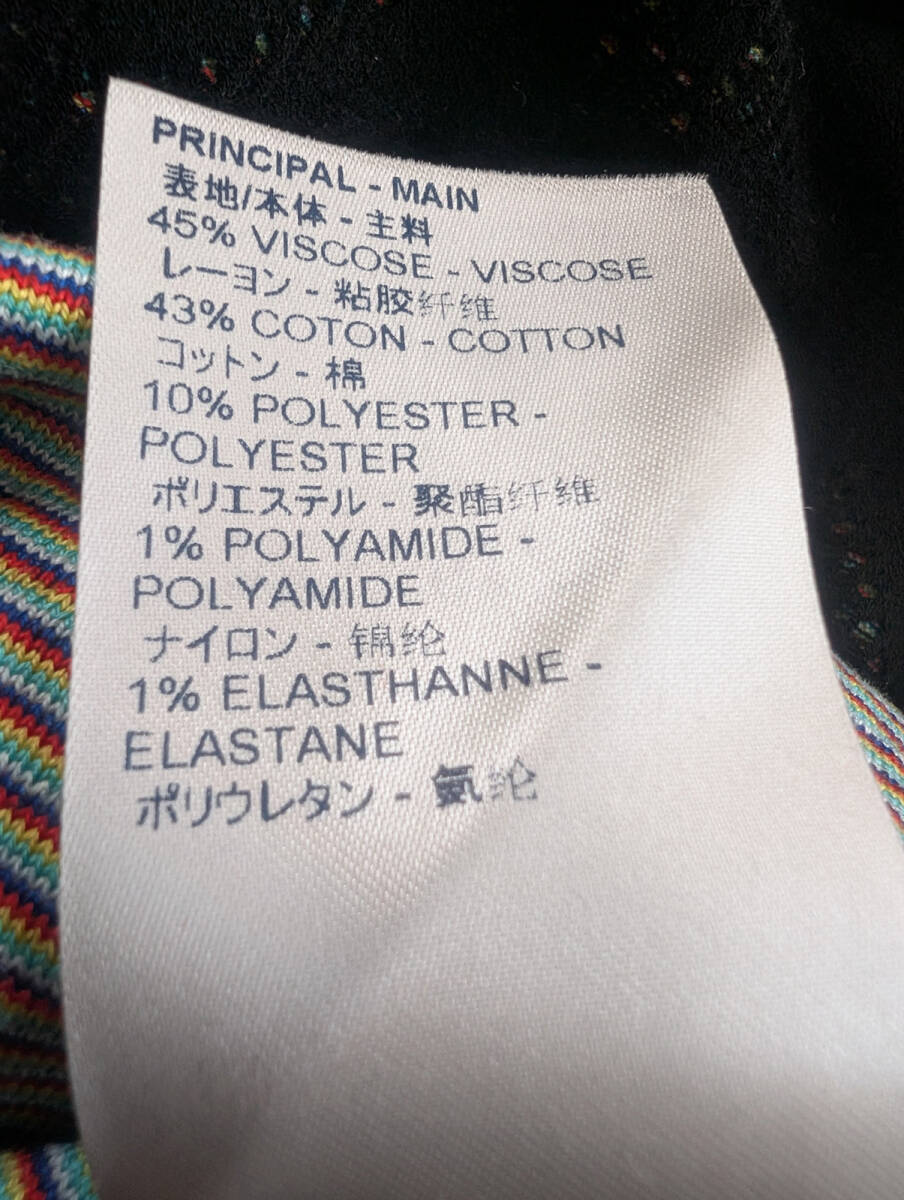 PRINCIPAL - MAIN
表地/本体 - 主料
45% VISCOSE - VISCOSE
レーヨン - 粘胶纤维
43% COTON - COTTON
コットン - 棉
10% POLYESTER -
POLYESTER
ポリエステル - 聚酯纤维
1% POLYAMIDE -
POLYAMIDE
ナイロン - 锦纶
1% ELASTHANNE -
ELASTANE
ポリウレタン - 氨纶